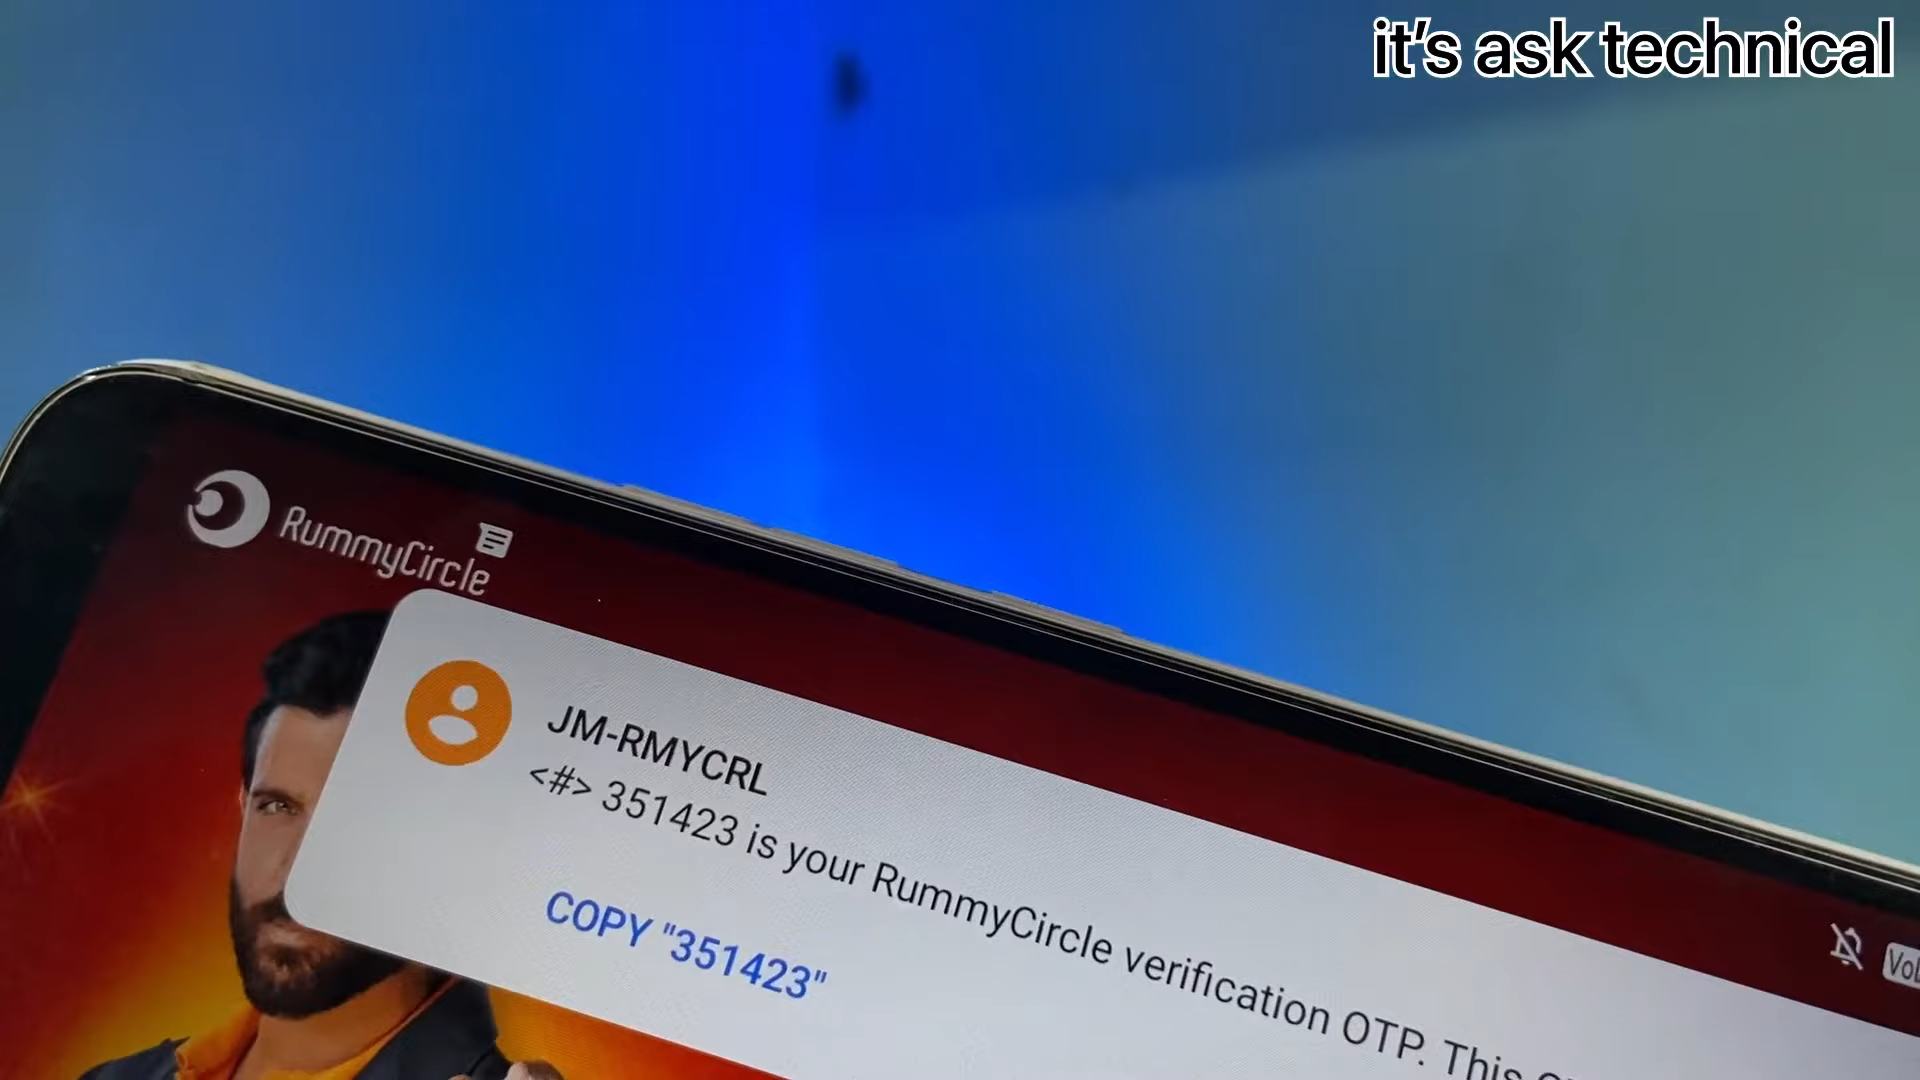 it's ask technical
RummyCircle
JM-RMYCRL
<#> 351423 is your RummyCircle verification OTP. This
COPY "351423"